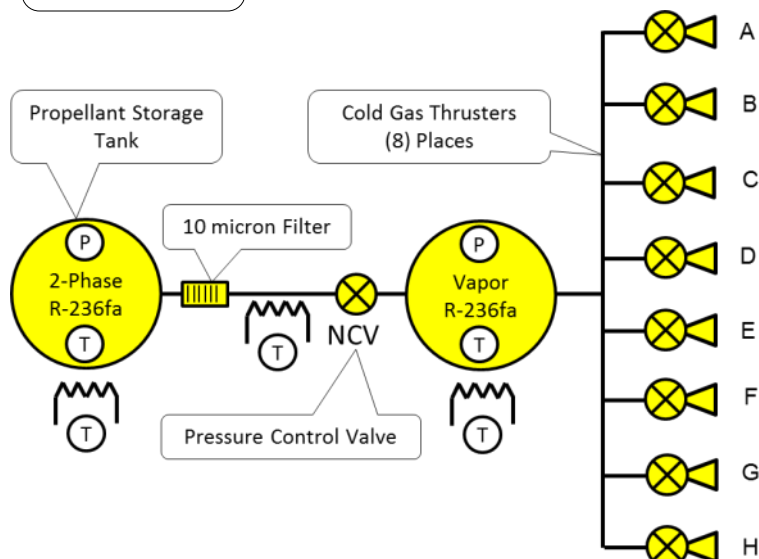 A
Propellant Storage
Tank
Cold Gas Thrusters
(8) Places
B
C
10 micron Filter
P
2-Phase
R-236fa
T
P
Vapor
R-236fa
T
D
T
NCV
E
T
T
F
Pressure Control Valve
G
H